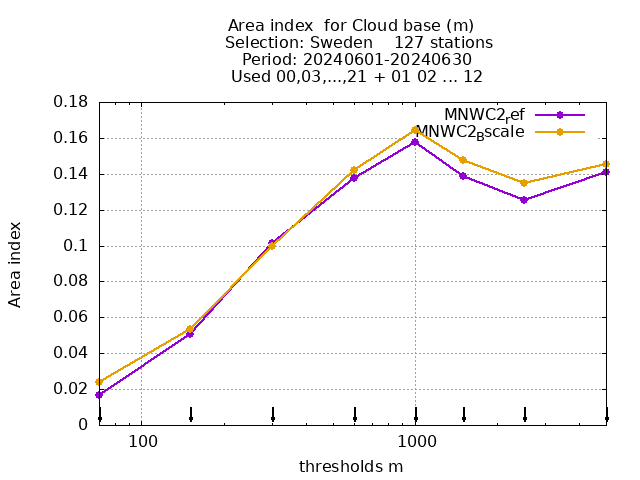 Area index  for Cloud base (m)
Selection: Sweden    127 stations
Period: 20240601-20240630
Used 00,03,...,21 + 01 02 ... 12
0.18
0.16
0.14
0.12
0.1
0.08
0.06
0.04
0.02
0
Area index
MNWC2ref
MNWC2Bscale
100
1000
thresholds m